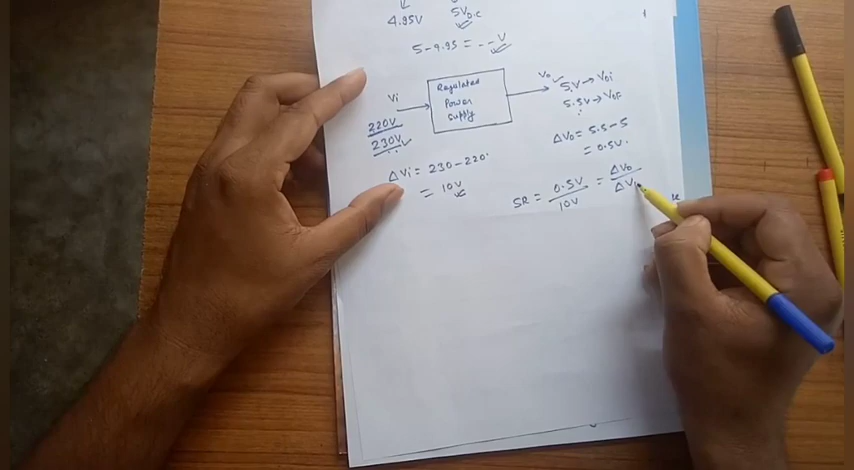 4.95V 5V D.C
5-4.95 = --V
Vi
Regulated
Power
Supply
Vo
220V
230V
5V → Voi
5.5V → Vof
ΔVo = 5.5-5
= 0.5V.
ΔVi = 230-220
= 10V
SR = 0.5V/10V = ΔVo/ΔVi